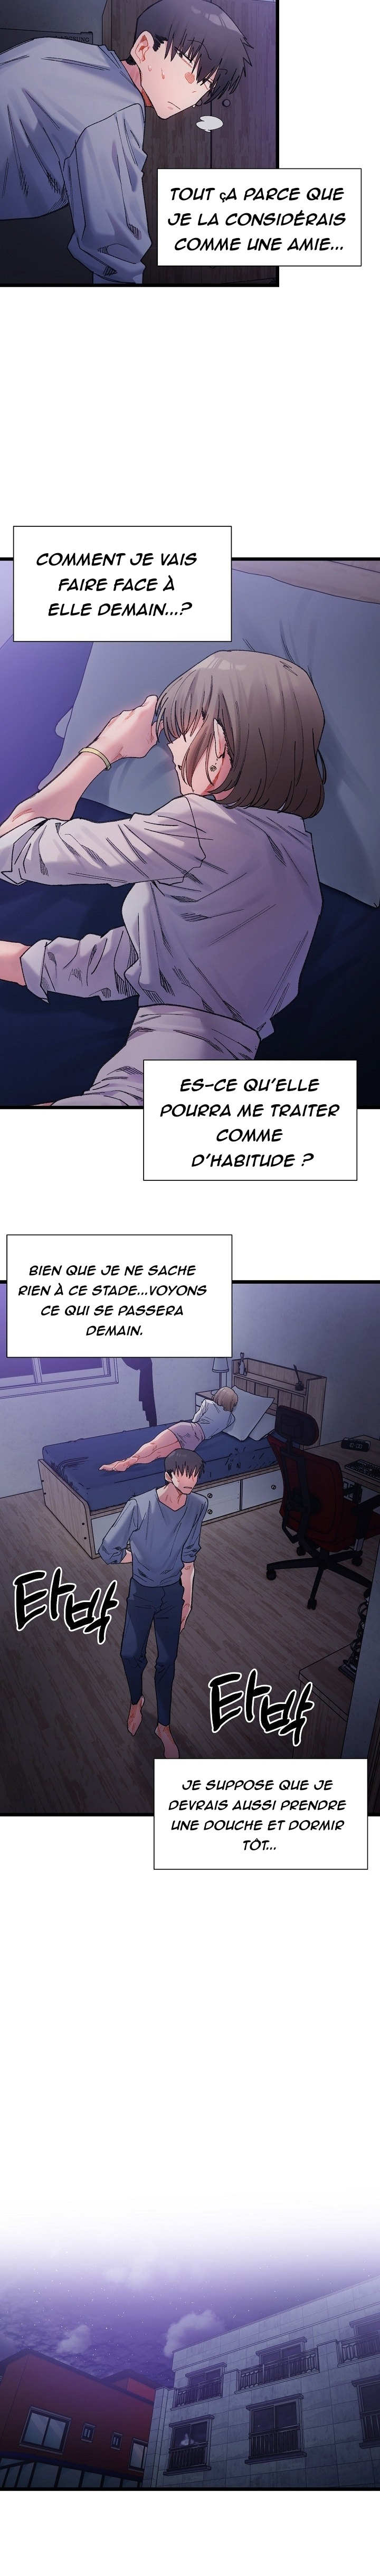 TOUT ÇA PARCE QUE
JE LA CONSIDÉRAIS
COMME UNE AMIE...
COMMENT JE VAIS
FAIRE FACE À
ELLE DEMAIN...?
ES-CE QU'ELLE
POURRA ME TRAITER
COMME
D'HABITUDE ?
BIEN QUE JE NE SACHE
RIEN À CE STADE...VOYONS
CE QUI SE PASSERA
DEMAIN.
타박
타박
JE SUPPOSE QUE JE
DEVRAIS AUSSI PRENDRE
UNE DOUCHE ET DORMIR
TÔT...